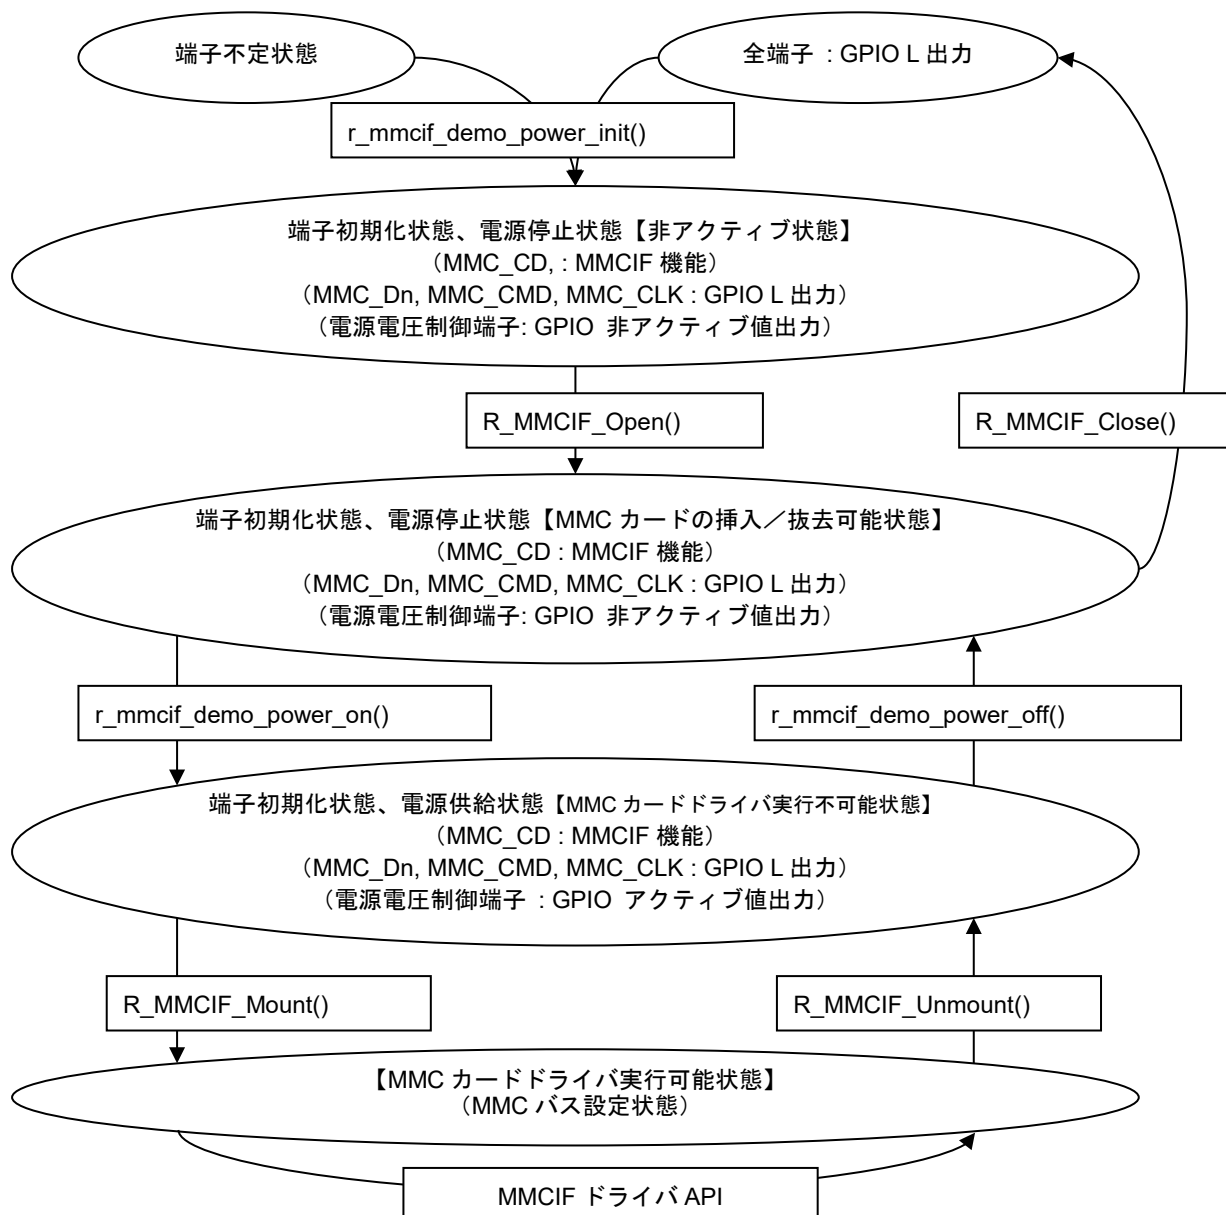 端子不定状態
全端子 : GPIO L 出力
r_mmcif_demo_power_init()
端子初期化状態、電源停止状態【非アクティブ状態】
（MMC_CD, : MMCIF 機能）
（MMC_Dn, MMC_CMD, MMC_CLK : GPIO L 出力）
（電源電圧制御端子: GPIO 非アクティブ値出力）
R_MMCIF_Open()
R_MMCIF_Close()
端子初期化状態、電源停止状態【MMC カードの挿入／抜去可能状態】
（MMC_CD : MMCIF 機能）
（MMC_Dn, MMC_CMD, MMC_CLK : GPIO L 出力）
（電源電圧制御端子: GPIO 非アクティブ値出力）
r_mmcif_demo_power_on()
r_mmcif_demo_power_off()
端子初期化状態、電源供給状態【MMC カードドライバ実行不可能状態】
（MMC_CD : MMCIF 機能）
（MMC_Dn, MMC_CMD, MMC_CLK : GPIO L 出力）
（電源電圧制御端子 : GPIO アクティブ値出力）
R_MMCIF_Mount()
R_MMCIF_Unmount()
【MMC カードドライバ実行可能状態】
（MMC バス設定状態）
MMCIF ドライバ API